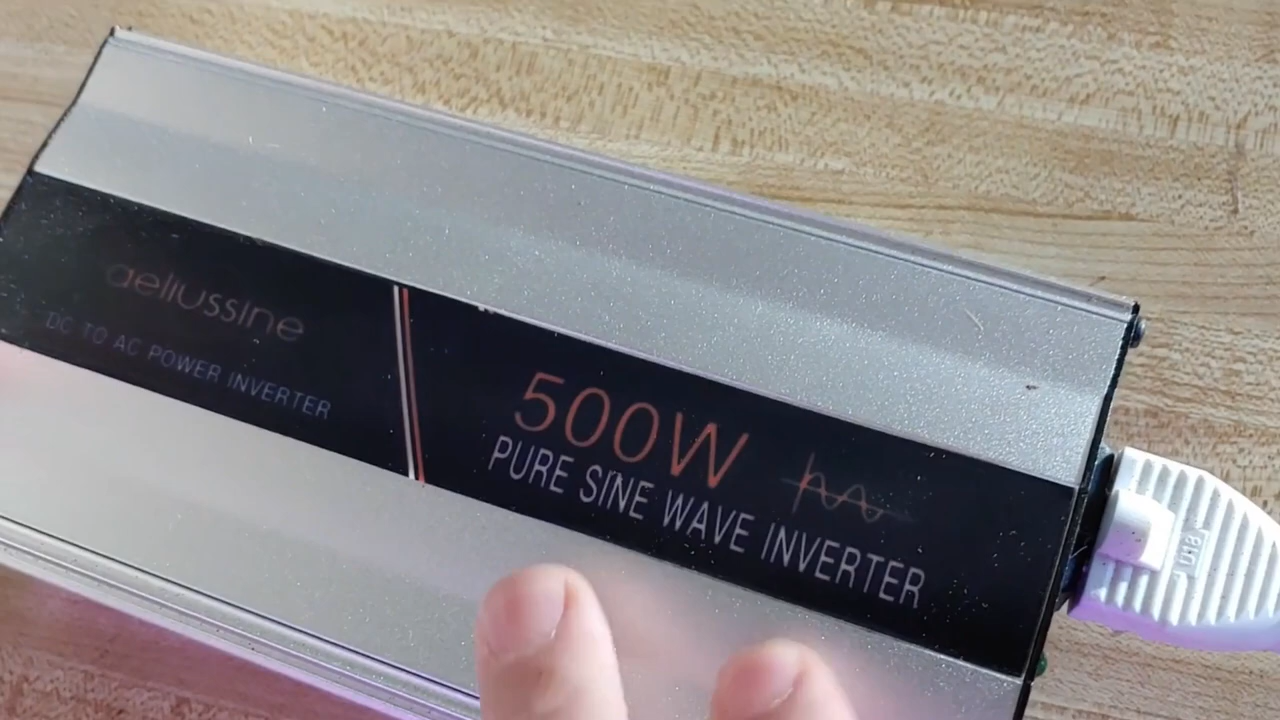 aeliussine
DC TO AC POWER INVERTER
500W
PURE SINE WAVE INVERTER